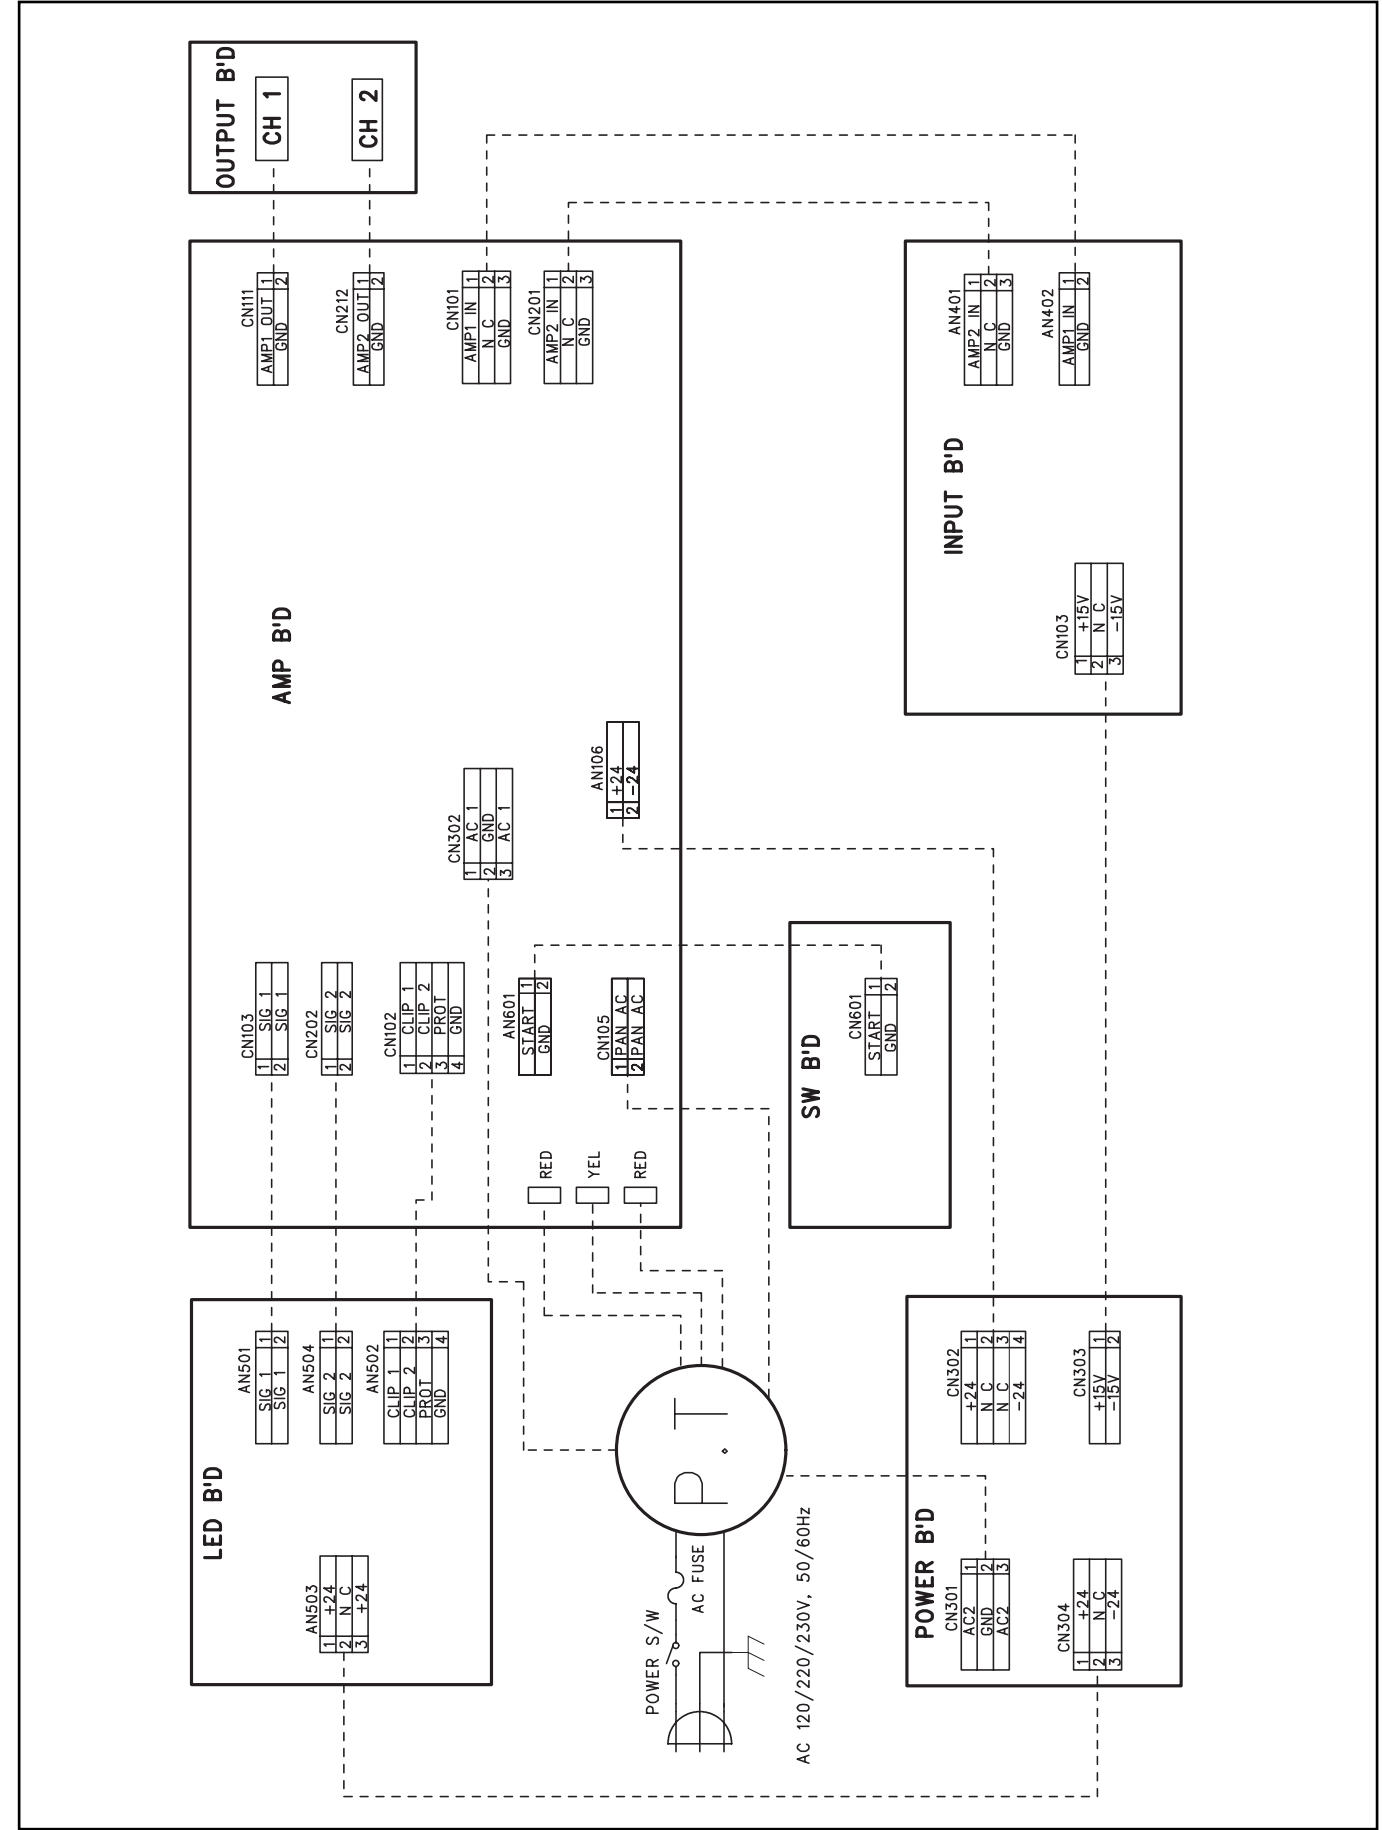 OUTPUT B'D
CH 1
CH 2
AMP B'D
CN111
AMP1 OUT 1
GND 2
CN212
AMP2 OUT 1
GND 2
CN101
AMP1 IN 1
N C 2
GND 3
CN201
AMP2 IN 1
N C 2
GND 3
CN302
1 AC 1
2 GND
3 AC 1
AN106
1 +24
2 -24
CN103
1 SIG 1
2 SIG 1
CN202
1 SIG 2
2 SIG 2
CN102
1 CLIP 1
2 CLIP 2
3 PROT
4 GND
AN601
START 1
GND 2
CN105
1 PAN AC
2 PAN AC
RED
YEL
RED
INPUT B'D
AN401
AMP2 IN 1
N C 2
GND 3
AN402
AMP1 IN 1
GND 2
CN103
1 +15V
2 N C
3 -15V
SW B'D
CN601
START 1
GND 2
LED B'D
AN501
SIG 1 1
SIG 1 2
AN504
SIG 2 1
SIG 2 2
AN502
CLIP 1 1
CLIP 2 2
PROT 3
GND 4
AN503
1 +24
2 N C
3 +24
P.T
POWER S/W
AC FUSE
AC 120/220/230V, 50/60Hz
POWER B'D
CN302
+24 1
N C 2
N C 3
-24 4
CN303
+15V 1
-15V 2
CN301
AC2 1
GND 2
AC2 3
CN304
1 +24
2 N C
3 -24